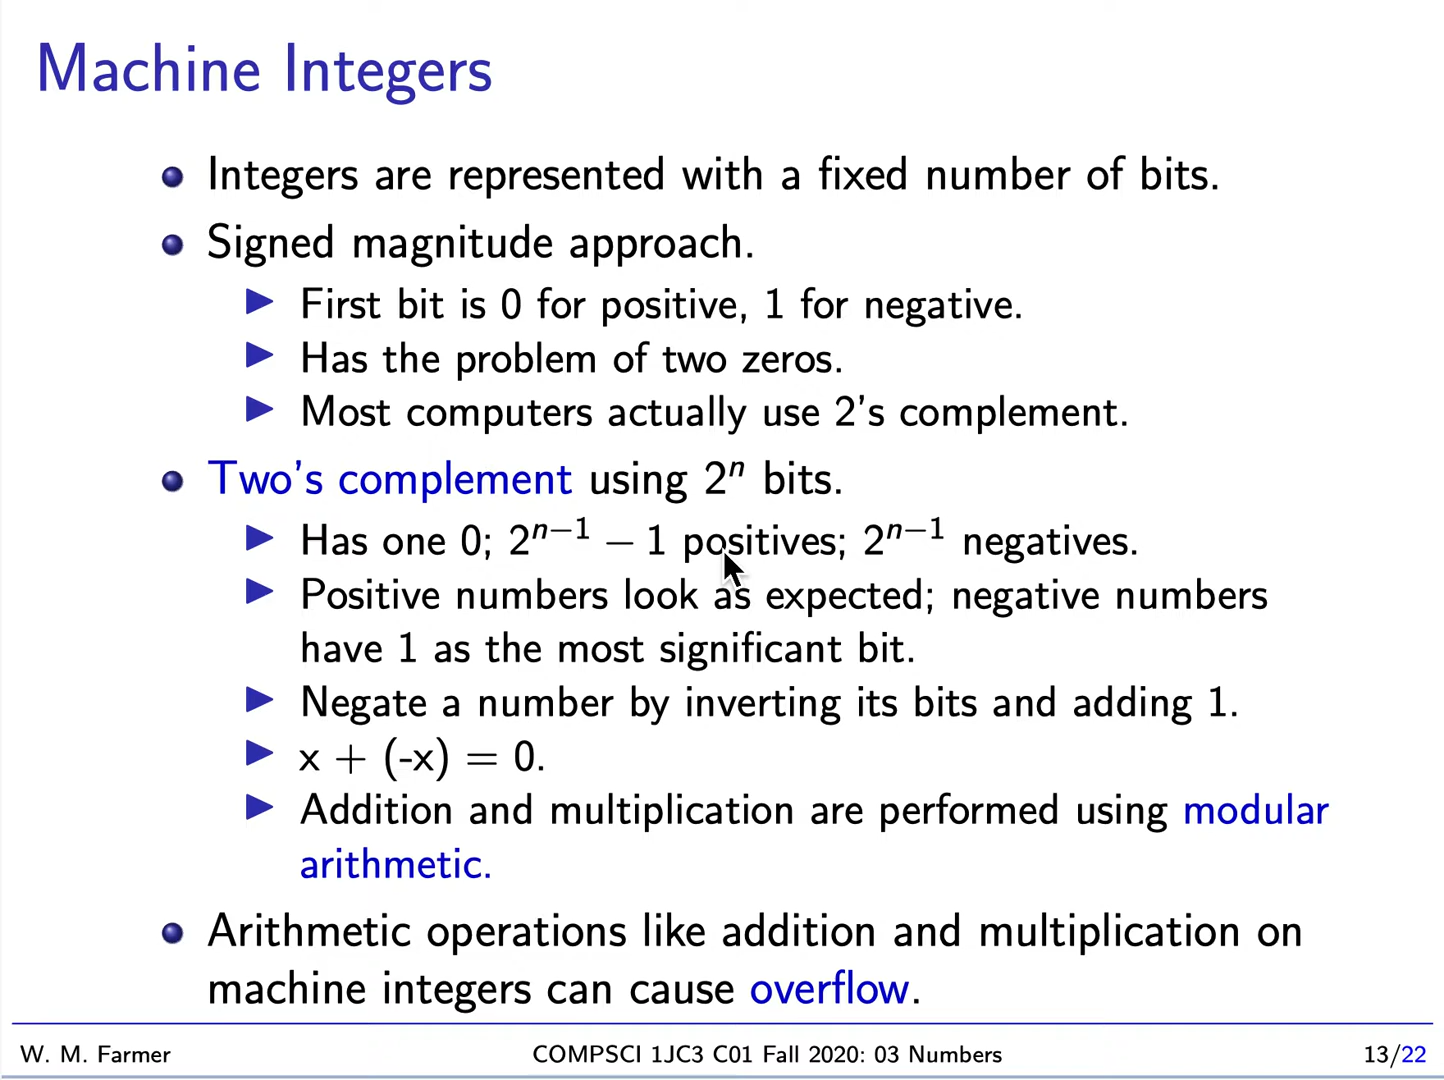 Machine Integers
Integers are represented with a fixed number of bits.
Signed magnitude approach.
First bit is 0 for positive, 1 for negative.
Has the problem of two zeros.
Most computers actually use 2's complement.
Two's complement using 2ⁿ bits.
Has one 0; 2ⁿ⁻¹ − 1 positives; 2ⁿ⁻¹ negatives.
Positive numbers look as expected; negative numbers
have 1 as the most significant bit.
Negate a number by inverting its bits and adding 1.
x + (-x) = 0.
Addition and multiplication are performed using modular
arithmetic.
Arithmetic operations like addition and multiplication on
machine integers can cause overflow.
W. M. Farmer COMPSCI 1JC3 C01 Fall 2020: 03 Numbers 13/22